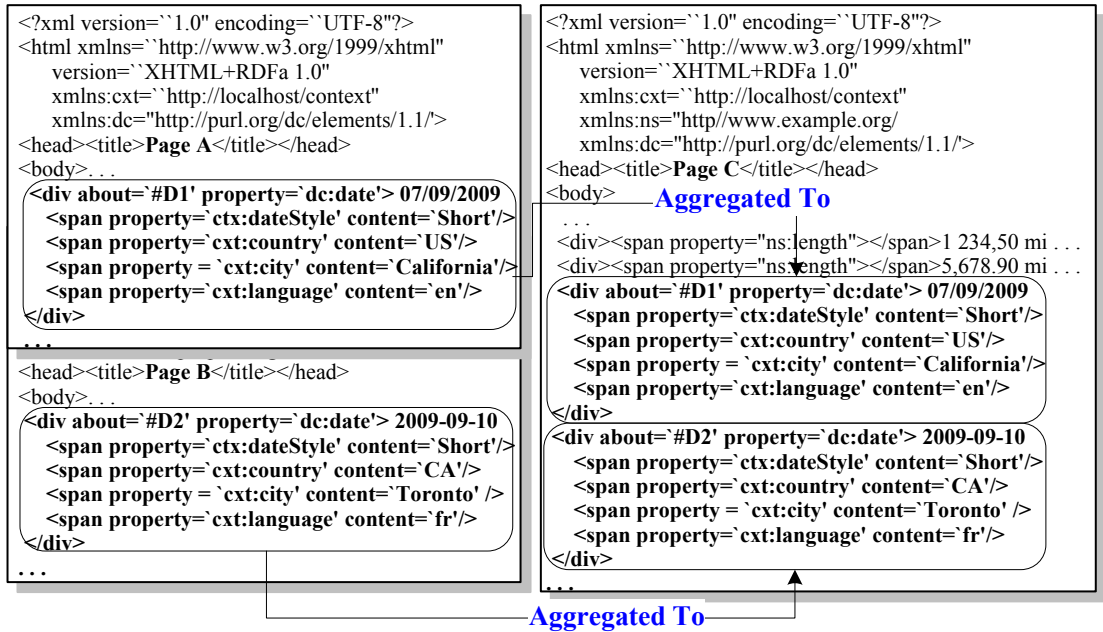 <?xml version=``1.0" encoding=``UTF-8"?>
<html xmlns=``http://www.w3.org/1999/xhtml"
version=``XHTML+RDFa 1.0"
xmlns:cxt=``http://localhost/context"
xmlns:dc="http://purl.org/dc/elements/1.1/'>
<head><title>Page A</title></head>
<body>. . .
<div about=`#D1' property=`dc:date'> 07/09/2009
<span property=`ctx:dateStyle' content=`Short'/>
<span property=`cxt:country' content=`US'/>
<span property = `cxt:city' content=`California'/>
<span property=`cxt:language' content=`en'/>
</div>
. . .
<head><title>Page B</title></head>
<body>. . .
<div about=`#D2' property=`dc:date'> 2009-09-10
<span property=`ctx:dateStyle' content=`Short'/>
<span property=`cxt:country' content=`CA'/>
<span property = `cxt:city' content=`Toronto' />
<span property=`cxt:language' content=`fr'/>
</div>
. . .
<?xml version=``1.0" encoding=``UTF-8"?>
<html xmlns=``http://www.w3.org/1999/xhtml"
version=``XHTML+RDFa 1.0"
xmlns:cxt=``http://localhost/context"
xmlns:ns="http//www.example.org/
xmlns:dc="http://purl.org/dc/elements/1.1/'>
<head><title>Page C</title></head>
<body>
Aggregated To
. . .
<div><span property="ns:length"></span>1 234,50 mi . . .
<div><span property="ns:length"></span>5,678.90 mi . . .
<div about=`#D1' property=`dc:date'> 07/09/2009
<span property=`ctx:dateStyle' content=`Short'/>
<span property=`cxt:country' content=`US'/>
<span property = `cxt:city' content=`California'/>
<span property=`cxt:language' content=`en'/>
</div>
<div about=`#D2' property=`dc:date'> 2009-09-10
<span property=`ctx:dateStyle' content=`Short'/>
<span property=`cxt:country' content=`CA'/>
<span property = `cxt:city' content=`Toronto' />
<span property=`cxt:language' content=`fr'/>
</div>
. . .
Aggregated To